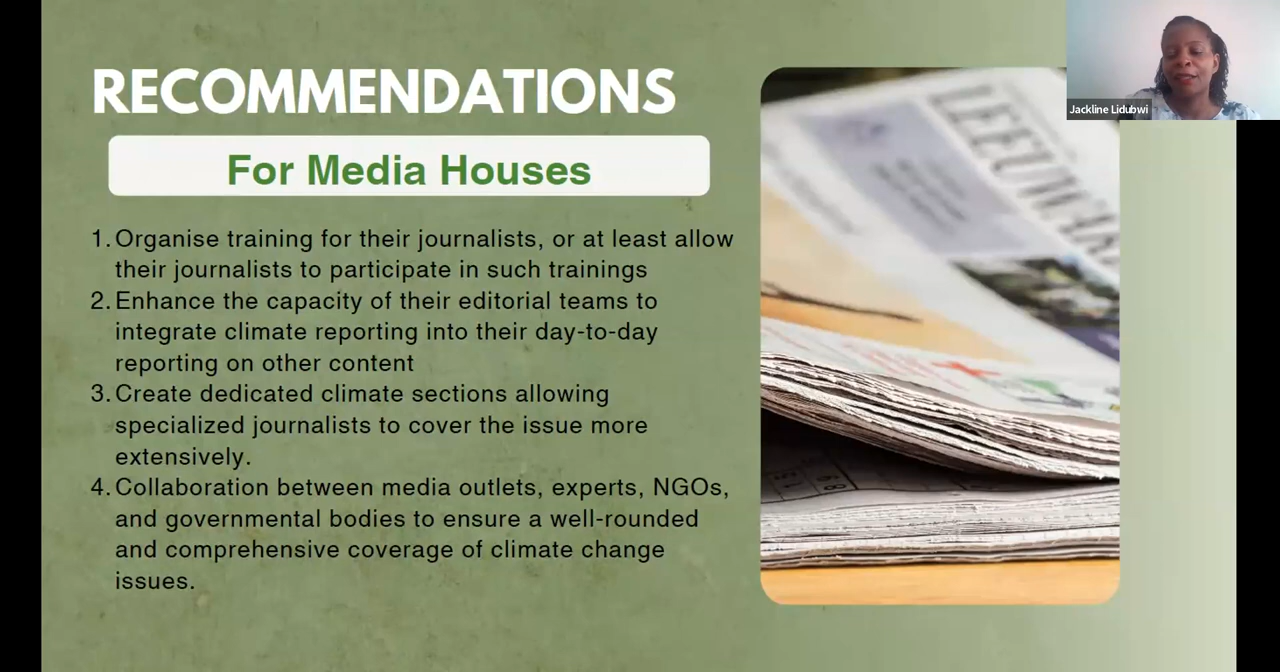 RECOMMENDATIONS
For Media Houses
1. Organise training for their journalists, or at least allow
their journalists to participate in such trainings
2. Enhance the capacity of their editorial teams to
integrate climate reporting into their day-to-day
reporting on other content
3. Create dedicated climate sections allowing
specialized journalists to cover the issue more
extensively.
4. Collaboration between media outlets, experts, NGOs,
and governmental bodies to ensure a well-rounded
and comprehensive coverage of climate change
issues.
Jackline Lidubwi